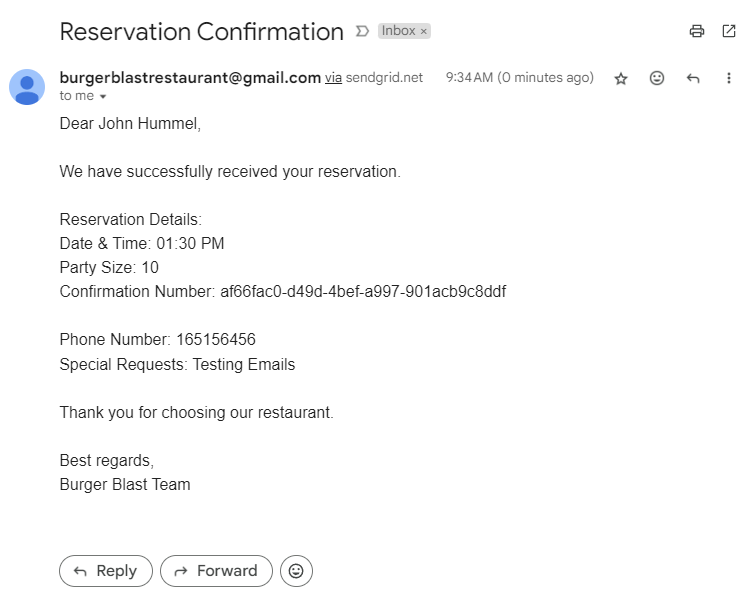 Reservation Confirmation Inbox ×
burgerblastrestaurant@gmail.com via sendgrid.net 9:34 AM (0 minutes ago)
to me
Dear John Hummel,
We have successfully received your reservation.
Reservation Details:
Date & Time: 01:30 PM
Party Size: 10
Confirmation Number: af66fac0-d49d-4bef-a997-901acb9c8ddf
Phone Number: 165156456
Special Requests: Testing Emails
Thank you for choosing our restaurant.
Best regards,
Burger Blast Team
Reply Forward